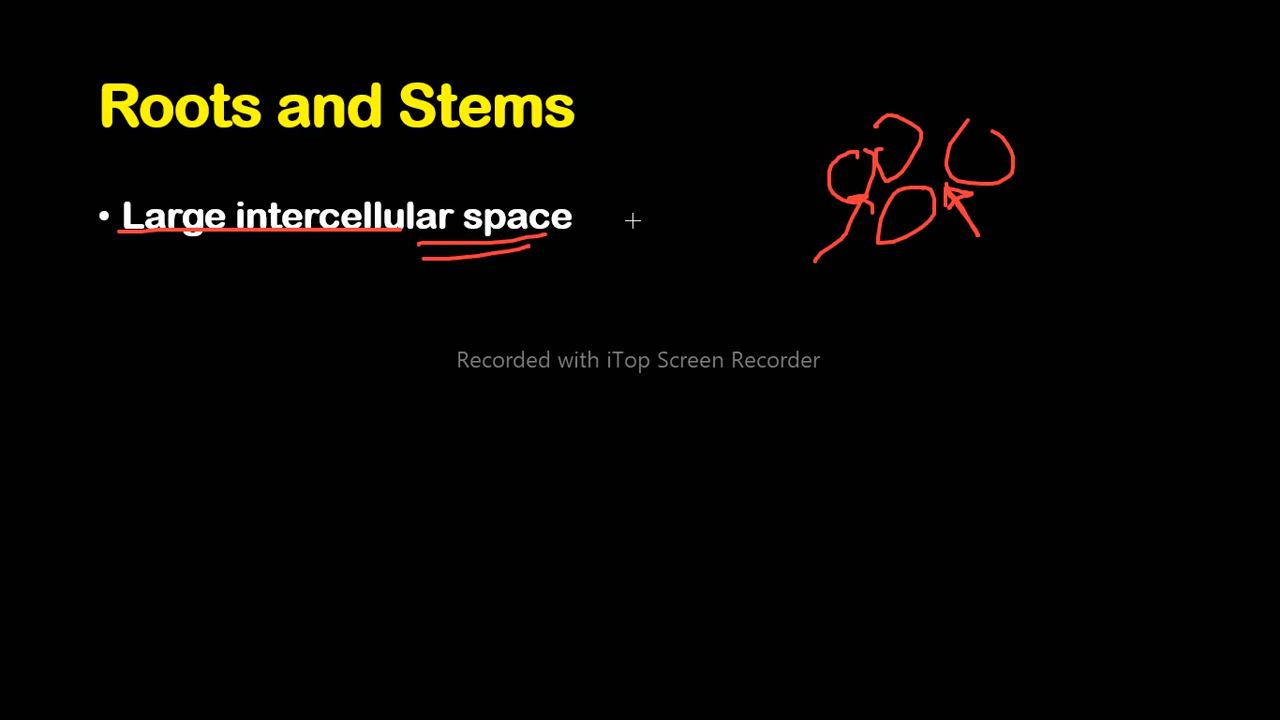 Roots and Stems
• Large intercellular space
Recorded with iTop Screen Recorder